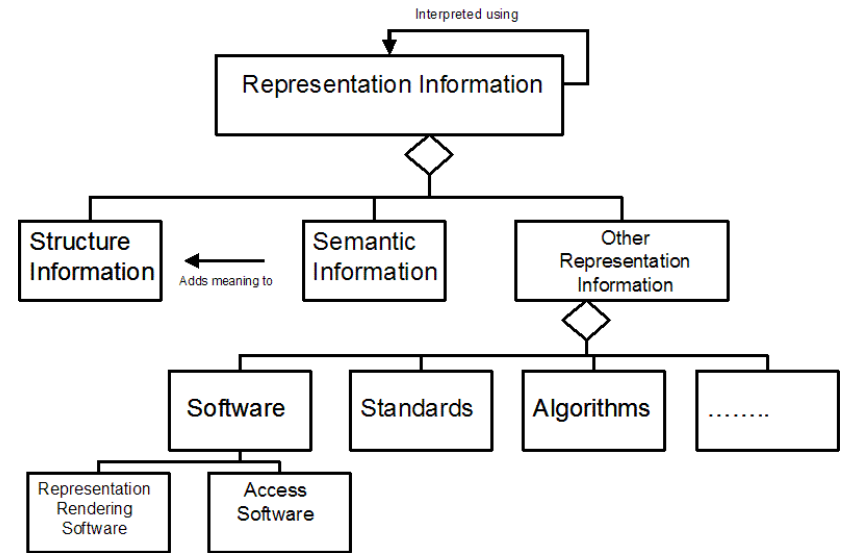 Interpreted using
Representation Information
Structure
Information
Adds meaning to
Semantic
Information
Other
Representation
Information
Software
Standards
Algorithms
........
Representation
Rendering
Software
Access
Software